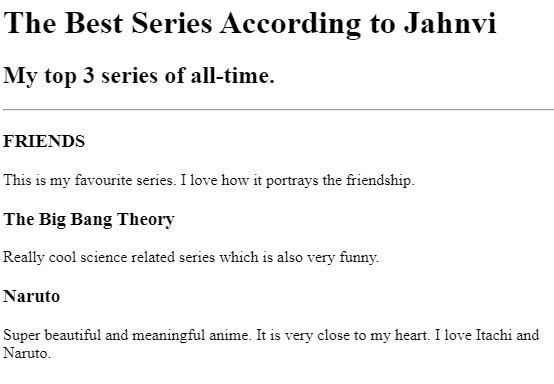 The Best Series According to Jahnvi
My top 3 series of all-time.
FRIENDS
This is my favourite series. I love how it portrays the friendship.
The Big Bang Theory
Really cool science related series which is also very funny.
Naruto
Super beautiful and meaningful anime. It is very close to my heart. I love Itachi and
Naruto.